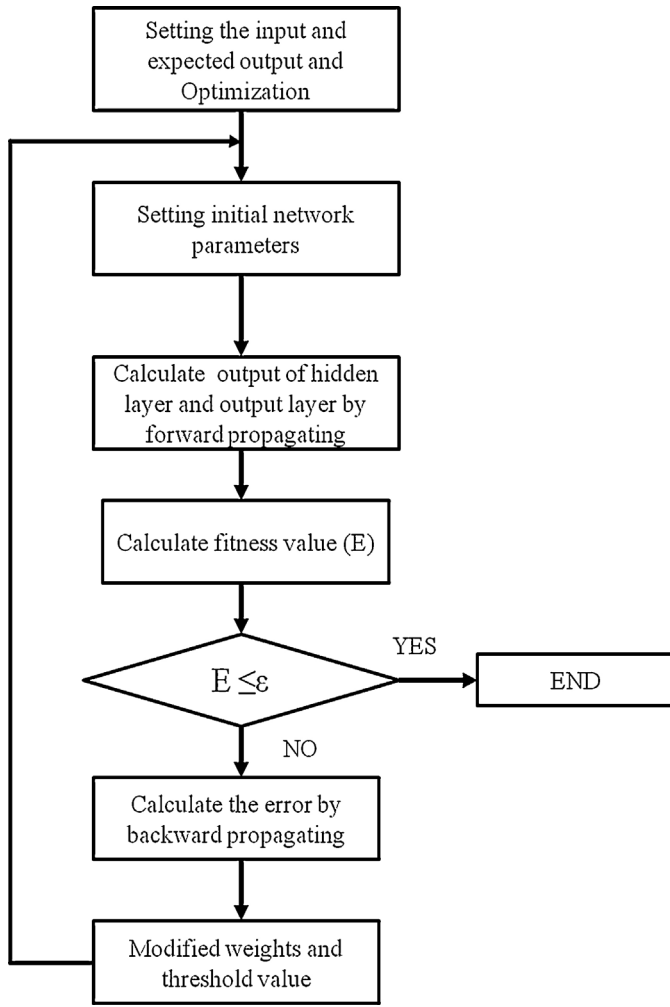 Setting the input and
expected output and
Optimization
Setting initial network
parameters
Calculate output of hidden
layer and output layer by
forward propagating
Calculate fitness value (E)
E ≤ε
YES
END
NO
Calculate the error by
backward propagating
Modified weights and
threshold value